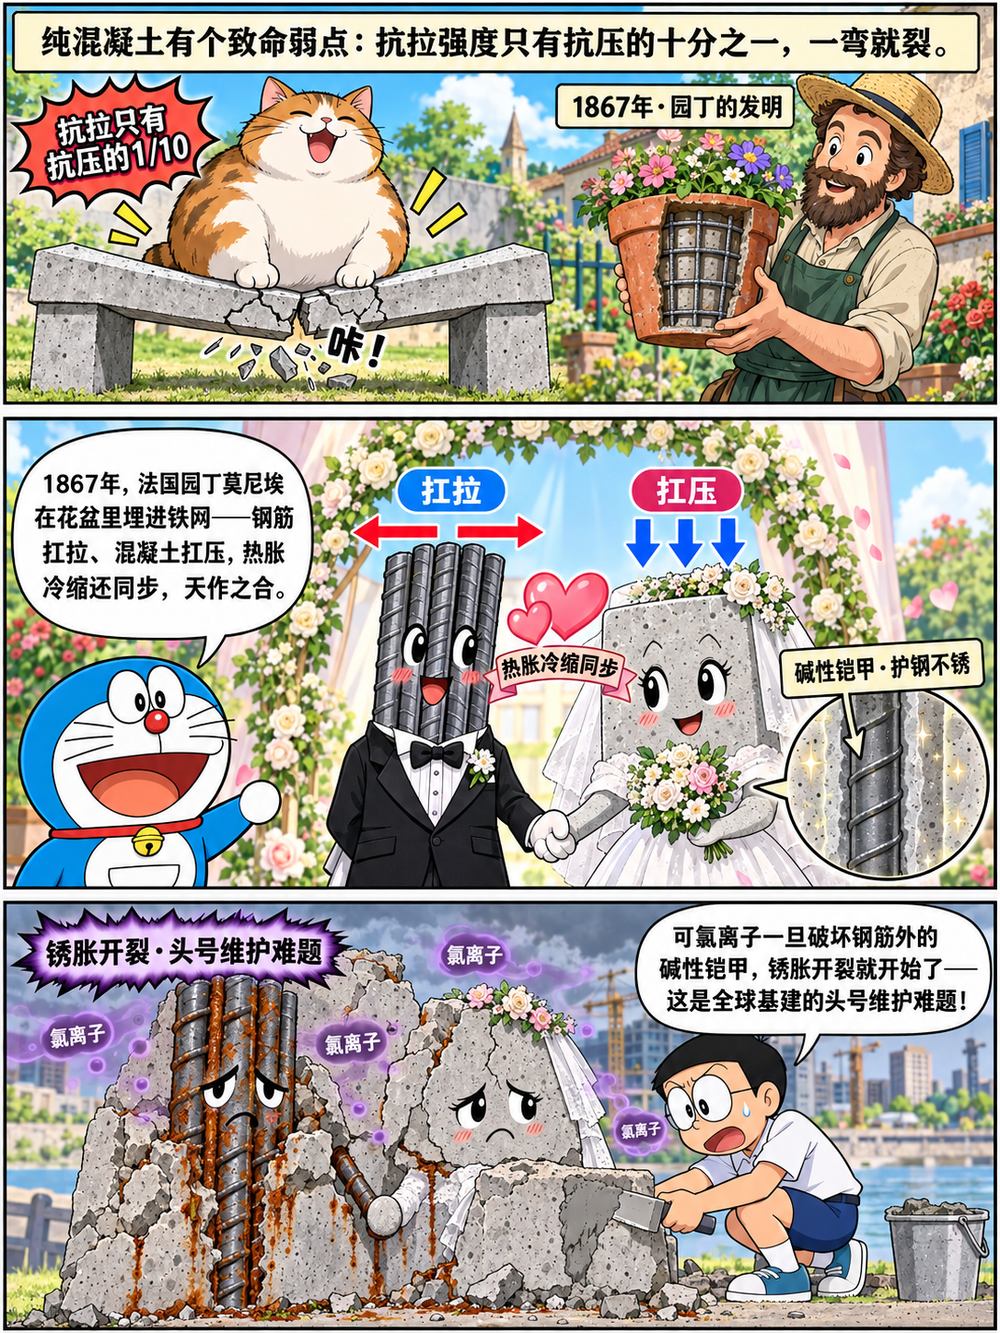 纯混凝土有个致命弱点：抗拉强度只有抗压的十分之一，一弯就裂。
抗拉只有
抗压的1/10
1867年·园丁的发明
咔！
1867年，法国园丁莫尼埃
在花盆里埋进铁网——钢筋
扛拉、混凝土扛压，热胀
冷缩还同步，天作之合。
扛拉
扛压
热胀冷缩同步
碱性铠甲·护钢不锈
锈胀开裂·头号维护难题
氯离子
可氯离子一旦破坏钢筋外的
碱性铠甲，锈胀开裂就开始了——
这是全球基建的头号维护难题！
氯离子
氯离子
氯离子